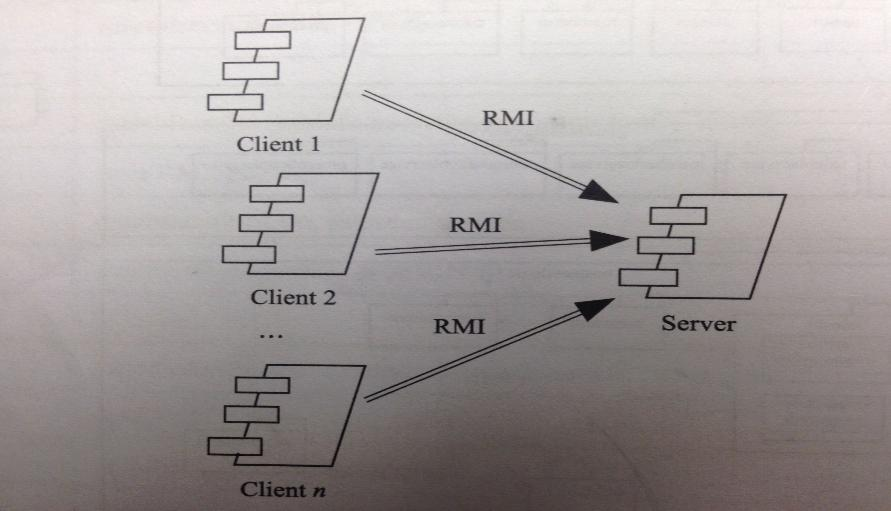 RMI
Client 1
RMI
Client 2
...
RMI
Server
Client n